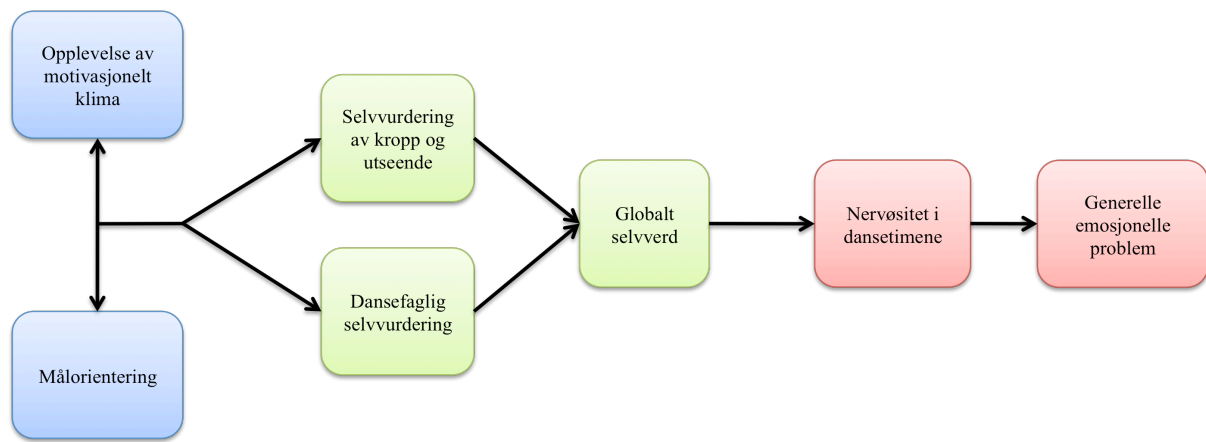 Opplevelse av
motivasjonelt
klima
Målorientering
Selvvurdering
av kropp og
utseende
Dansefaglig
selvvurdering
Globalt
selvverd
Nervøsitet i
dansetimene
Generelle
emosjonelle
problem